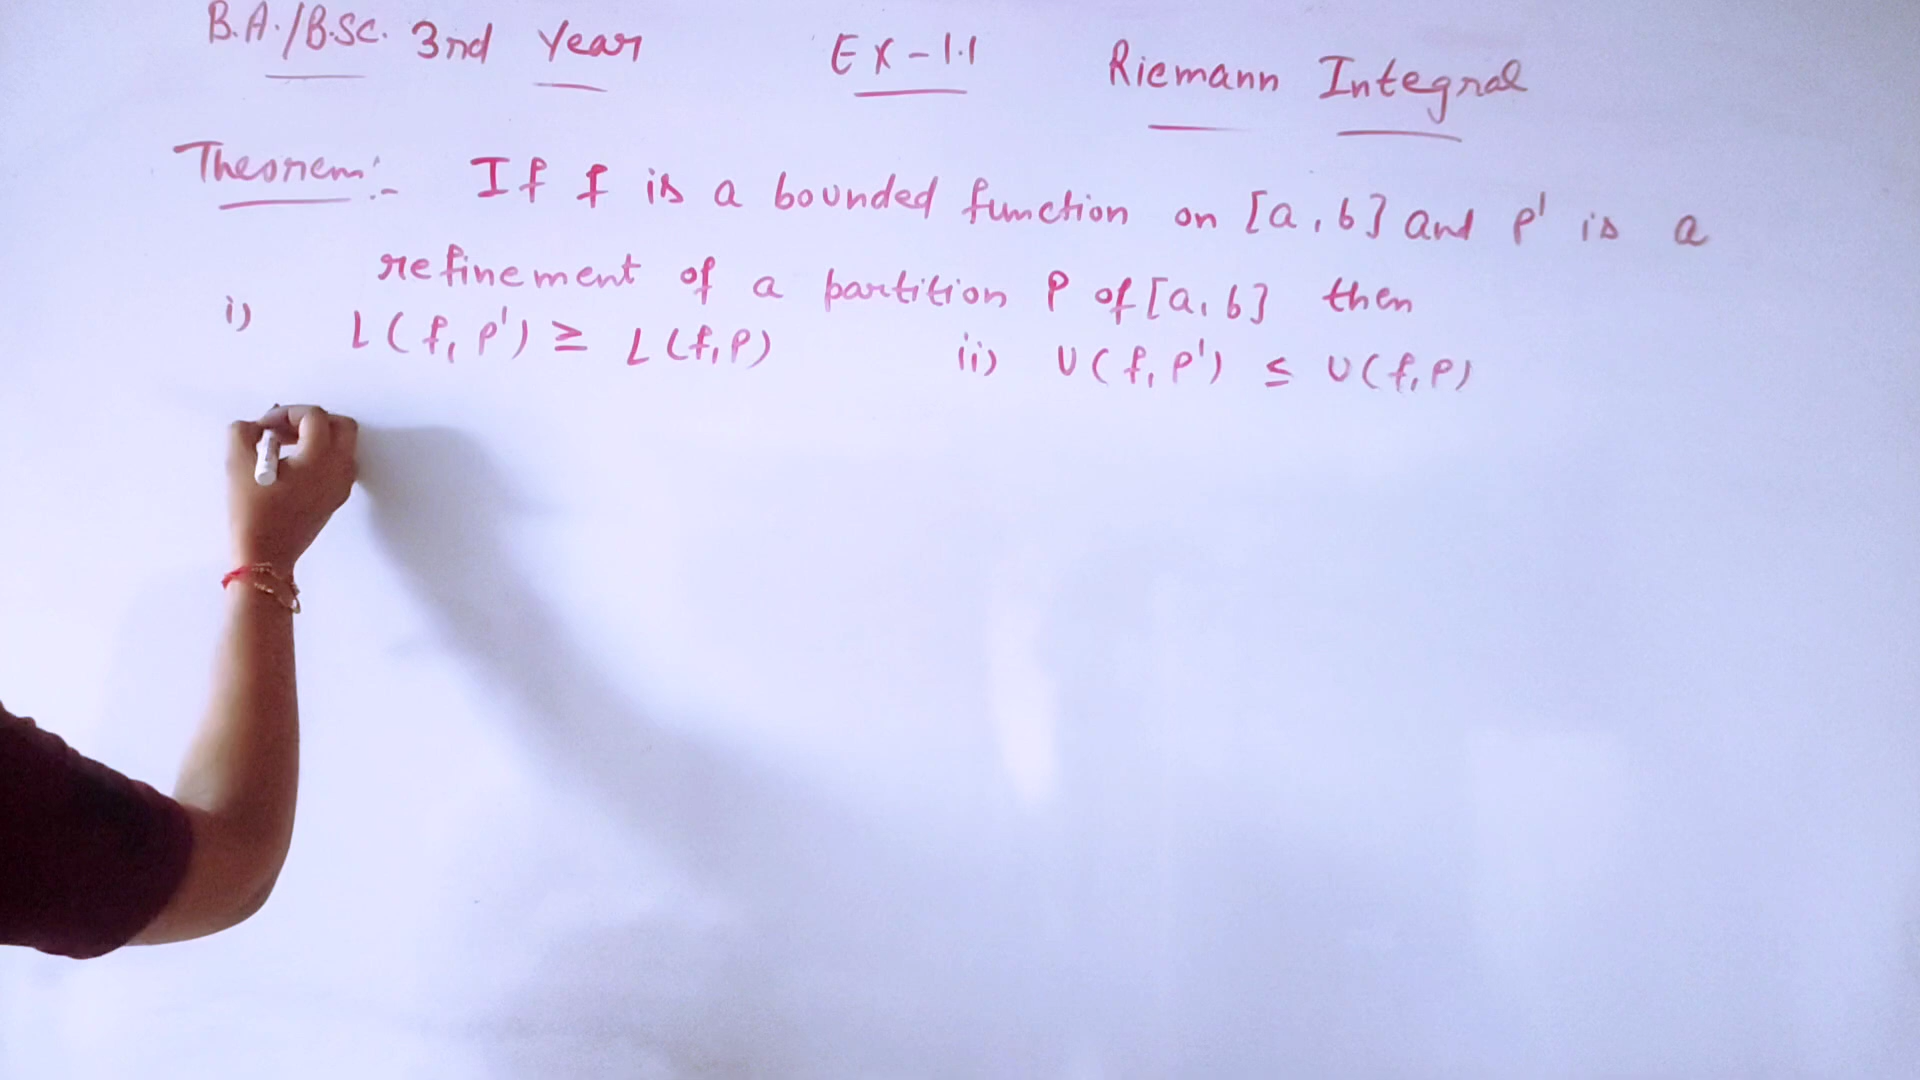 B.A./B.Sc. 3rd Year Ex-1.1 Riemann Integral
Theorem:- If f is a bounded function on [a,b] and P' is a
refinement of a partition P of [a,b] then
i) L(f,P') ≥ L(f,P) ii) U(f,P') ≤ U(f,P)